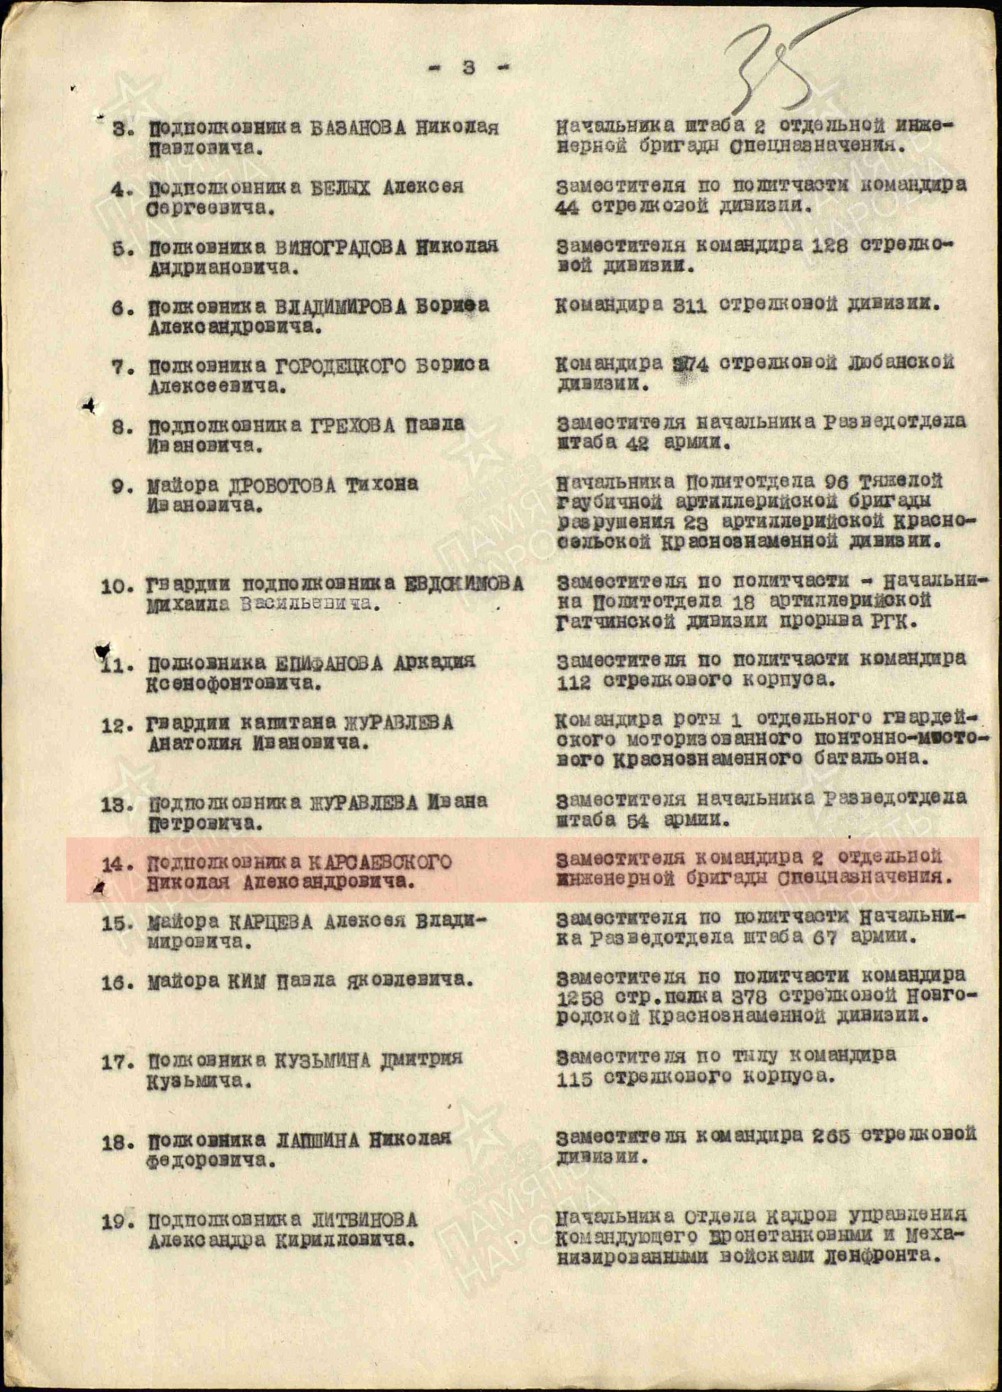 35
- 3 -
3. Подполковника БАЗАНОВА Николая Начальника штаба 2 отдельной инже-
Павловича. нерной бригады Спецназначения.
4. Подполковника БЕЛЫХ Алексея Заместителя по политчасти командира
Сергеевича. 44 стрелковой дивизии.
5. Полковника ВИНОГРАДОВА Николая Заместителя командира 128 стрелко-
Андриановича. вой дивизии.
6. Полковника ВЛАДИМИРОВА Бориса Командира 311 стрелковой дивизии.
Александровича.
7. Полковника ГОРОДЕЦКОГО Бориса Командира 374 стрелковой Любанской
Алексеевича. дивизии.
8. Подполковника ГРЕХОВА Павла Заместителя начальника Разведотдела
Ивановича. штаба 42 армии.
9. Майора ДРОБОТОВА Тихона Начальника Политотдела 96 Тяжелой
Ивановича. гаубичной артиллерийской бригады
разрушения 23 артиллерийской Красно-
сельской Краснознаменной дивизии.
10. Гвардии подполковника ЕВДОКИМОВА Заместителя по политчасти - Начальни-
Михаила Васильевича. ка Политотдела 18 артиллерийской
Гатчинской дивизии прорыва РГК.
11. Полковника ЕПИФАНОВА Аркадия Заместителя по политчасти командира
Ксенофонтовича. 112 стрелкового корпуса.
12. Гвардии капитана ЖУРАВЛЕВА Командира роты 1 отдельного гвардей-
Анатолия Ивановича. ского моторизованного понтонно-мосто-
вого Краснознаменного батальона.
13. Подполковника ЖУРАВЛЕВА Ивана Заместителя начальника Разведотдела
Петровича. штаба 54 армии.
14. Подполковника КАРСАЕВСКОГО Заместителя командира 2 отдельной
Николая Александровича. инженерной бригады Спецназначения.
15. Майора КАРЦЕВА Алексея Влади- Заместителя по политчасти Начальни-
мировича. ка Разведотдела штаба 67 армии.
16. Майора КИМ Павла Яковлевича. Заместителя по политчасти командира
1258 стр.полка 378 стрелковой Новго-
родской Краснознаменной дивизии.
17. Полковника КУЗЬМИНА Дмитрия Заместителя по тылу командира
Кузьмича. 115 стрелкового корпуса.
18. Полковника ЛАПШИНА Николая Заместителя командира 265 стрелковой
Федоровича. дивизии.
19. Подполковника ЛИТВИНОВА Начальника Отдела Кадров управления
Александра Кирилловича. Командующего Бронетанковыми и Меха-
низированными войсками Ленфронта.
ПАМЯТЬ
НАРОДА